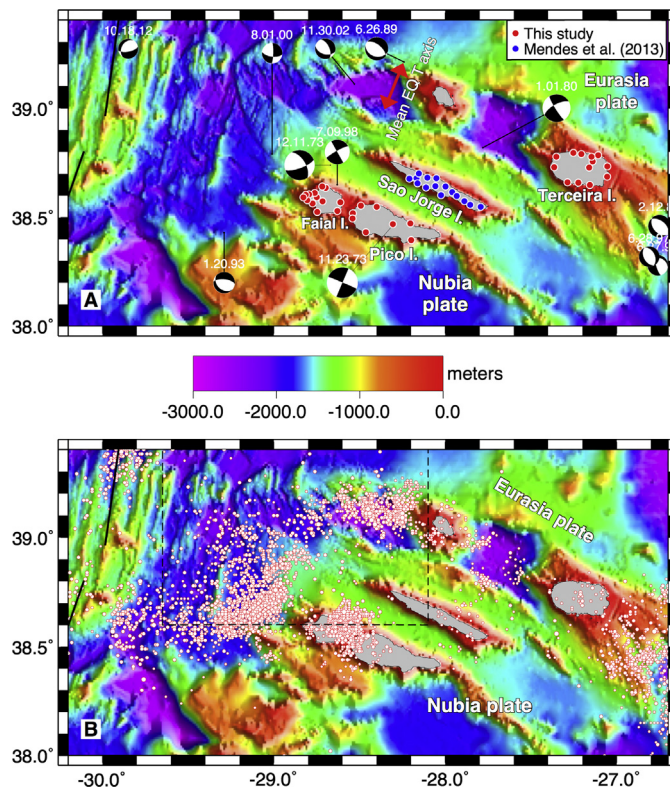 10.18.12
8.01.00
11.30.02
6.26.89
This study
Mendes et al. (2013)
Mean EQ T axis
Eurasia
plate
1.01.80
39.0°
12.11.73
7.09.98
Sao Jorge I.
Terceira I.
38.5°
Faial I.
Pico I.
1.20.93
11.23.73
Nubia
plate
A
38.0°
meters
-3000.0
-2000.0
-1000.0
0.0
Eurasia plate
39.0°
38.5°
Nubia plate
B
38.0°
-30.0°
-29.0°
-28.0°
-27.0°